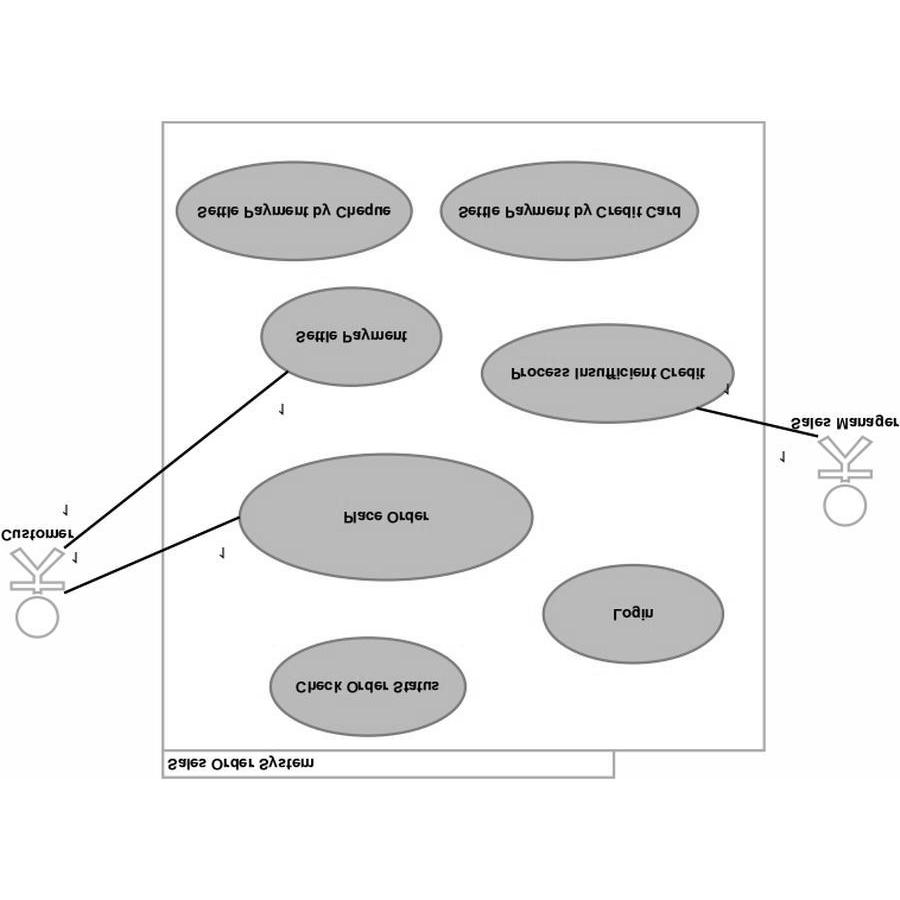 Sales Order System
Check Order Status
Login
Customer
1
1
Place Order
1
1
Sales Manager
1
1
Process Insufficient Credit
Settle Payment
1
Settle Payment by Cheque
Settle Payment by Credit Card